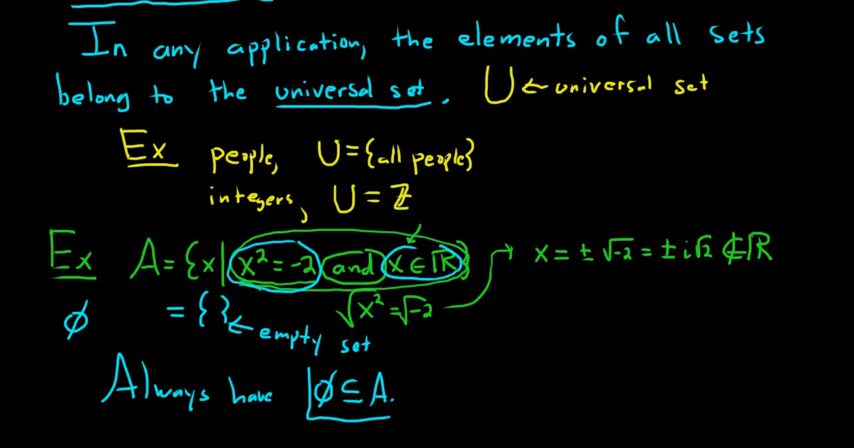 In any application, the elements of all sets
belong to the universal set. U ← universal set
Ex people, U = {all people}
integers, U = ℤ
Ex A = {x | x² = -2 and x ∈ ℝ} x = ± √-2 = ± i√2 ∉ ℝ
√x² = √-2
∅ = { } ← empty set
Always have ∅ ⊆ A.